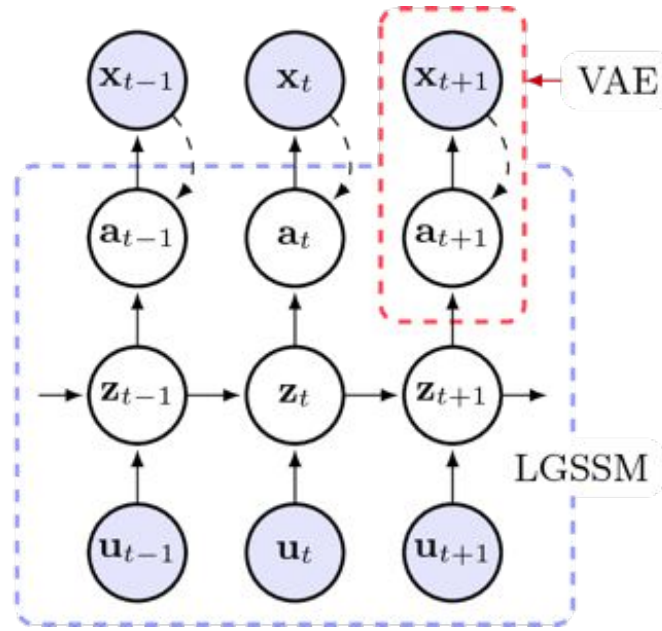 x_{t−1} x_t x_{t+1} VAE
a_{t−1} a_t a_{t+1}
z_{t−1} z_t z_{t+1}
LGSSM
u_{t−1} u_t u_{t+1}